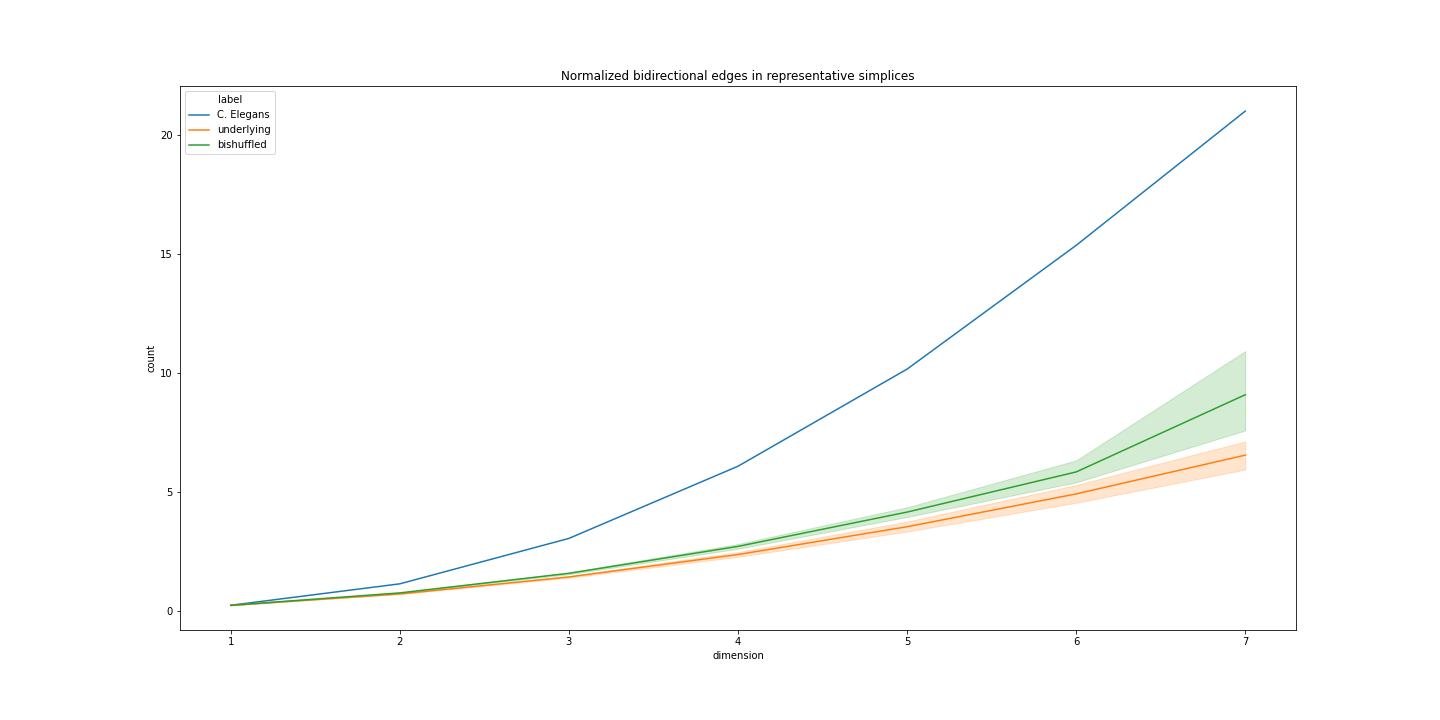 Normalized bidirectional edges in representative simplices
label
C. Elegans
underlying
bishuffled
count
20
15
10
5
0
1 2 3 4 5 6 7
dimension